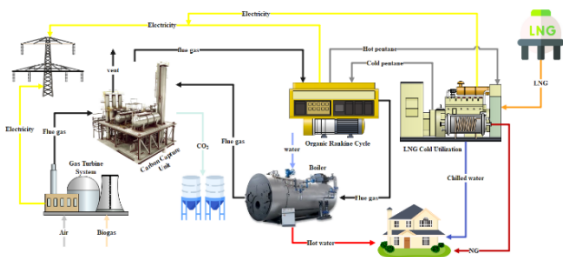 Electricity
Electricity
LNG
flue gas
Hot pentane
Cold pentane
vent
LNG
Electricity
Flue gas
Carbon Capture
Unit
CO₂
Flue gas
water
Organic Rankine Cycle
LNG Cold Utilization
Gas Turbine
System
Boiler
Flue gas
Chilled water
Air
Biogas
Hot water
NG